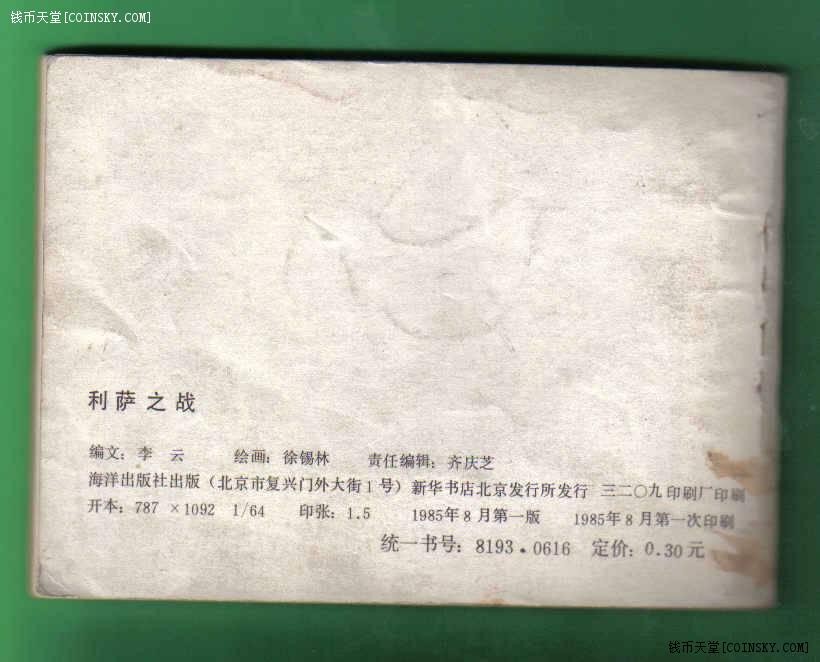 钱币天堂[COINSKY.COM]
利萨之战
编文：李 云 绘画：徐锡林 责任编辑：齐庆芝
海洋出版社出版（北京市复兴门外大街1号）新华书店北京发行所发行 三二〇九印刷厂印刷
开本：787 ×1092 1/64 印张：1.5 1985年8月第一版 1985年8月第一次印刷
统一书号：8193·0616 定价：0.30元
钱币天堂[COINSKY.COM]